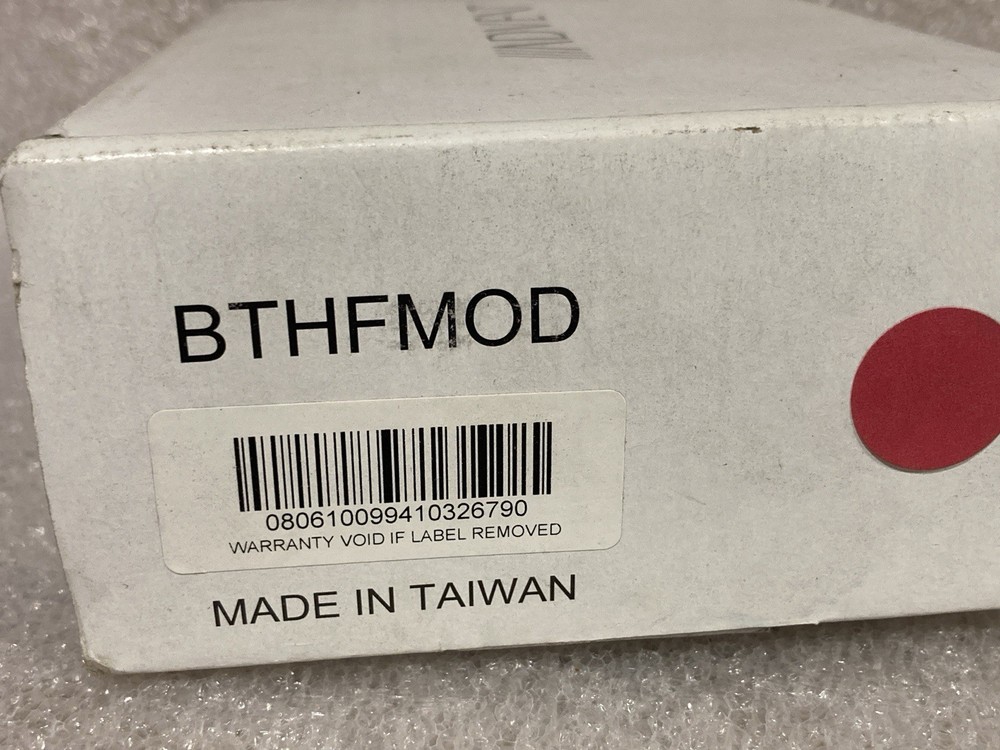 BTHFMOD
080610099410326790
WARRANTY VOID IF LABEL REMOVED
MADE IN TAIWAN